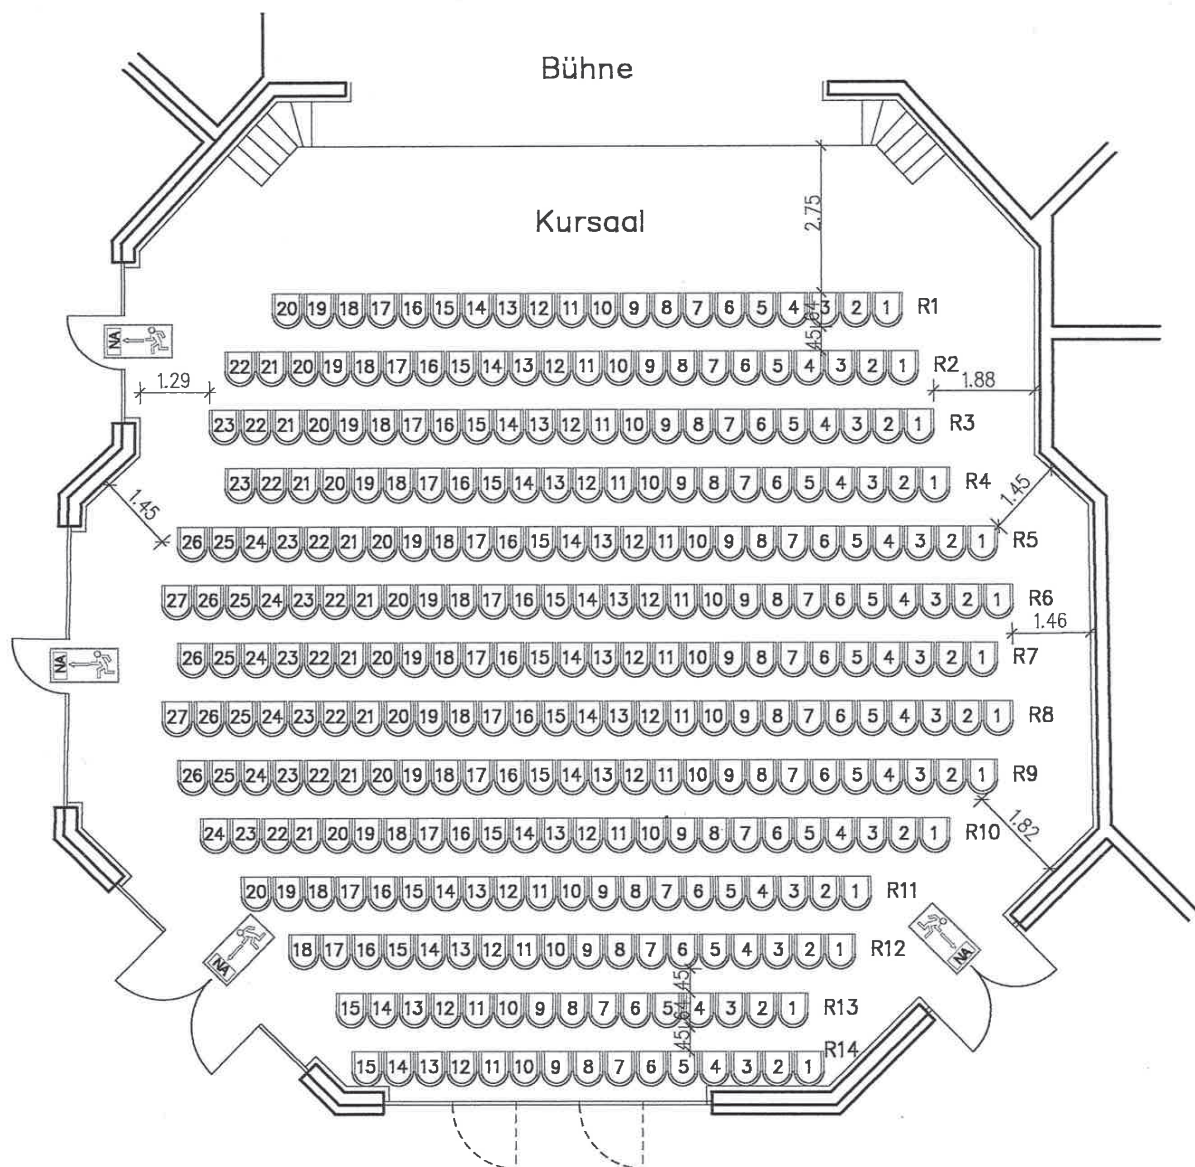 Bühne
Kursaal
2.75
20 19 18 17 16 15 14 13 12 11 10 9 8 7 6 5 4 3 2 1 R1
64
45
NA
22 21 20 19 18 17 16 15 14 13 12 11 10 9 8 7 6 5 4 3 2 1 R2
1.29
1.88
23 22 21 20 19 18 17 16 15 14 13 12 11 10 9 8 7 6 5 4 3 2 1 R3
23 22 21 20 19 18 17 16 15 14 13 12 11 10 9 8 7 6 5 4 3 2 1 R4
1.45
1.45
26 25 24 23 22 21 20 19 18 17 16 15 14 13 12 11 10 9 8 7 6 5 4 3 2 1 R5
27 26 25 24 23 22 21 20 19 18 17 16 15 14 13 12 11 10 9 8 7 6 5 4 3 2 1 R6
1.46
NA
26 25 24 23 22 21 20 19 18 17 16 15 14 13 12 11 10 9 8 7 6 5 4 3 2 1 R7
27 26 25 24 23 22 21 20 19 18 17 16 15 14 13 12 11 10 9 8 7 6 5 4 3 2 1 R8
26 25 24 23 22 21 20 19 18 17 16 15 14 13 12 11 10 9 8 7 6 5 4 3 2 1 R9
1.82
24 23 22 21 20 19 18 17 16 15 14 13 12 11 10 9 8 7 6 5 4 3 2 1 R10
20 19 18 17 16 15 14 13 12 11 10 9 8 7 6 5 4 3 2 1 R11
NA
NA
18 17 16 15 14 13 12 11 10 9 8 7 6 5 4 3 2 1 R12
45
15 14 13 12 11 10 9 8 7 6 5 4 3 2 1 R13
64
45
15 14 13 12 11 10 9 8 7 6 5 4 3 2 1 R14